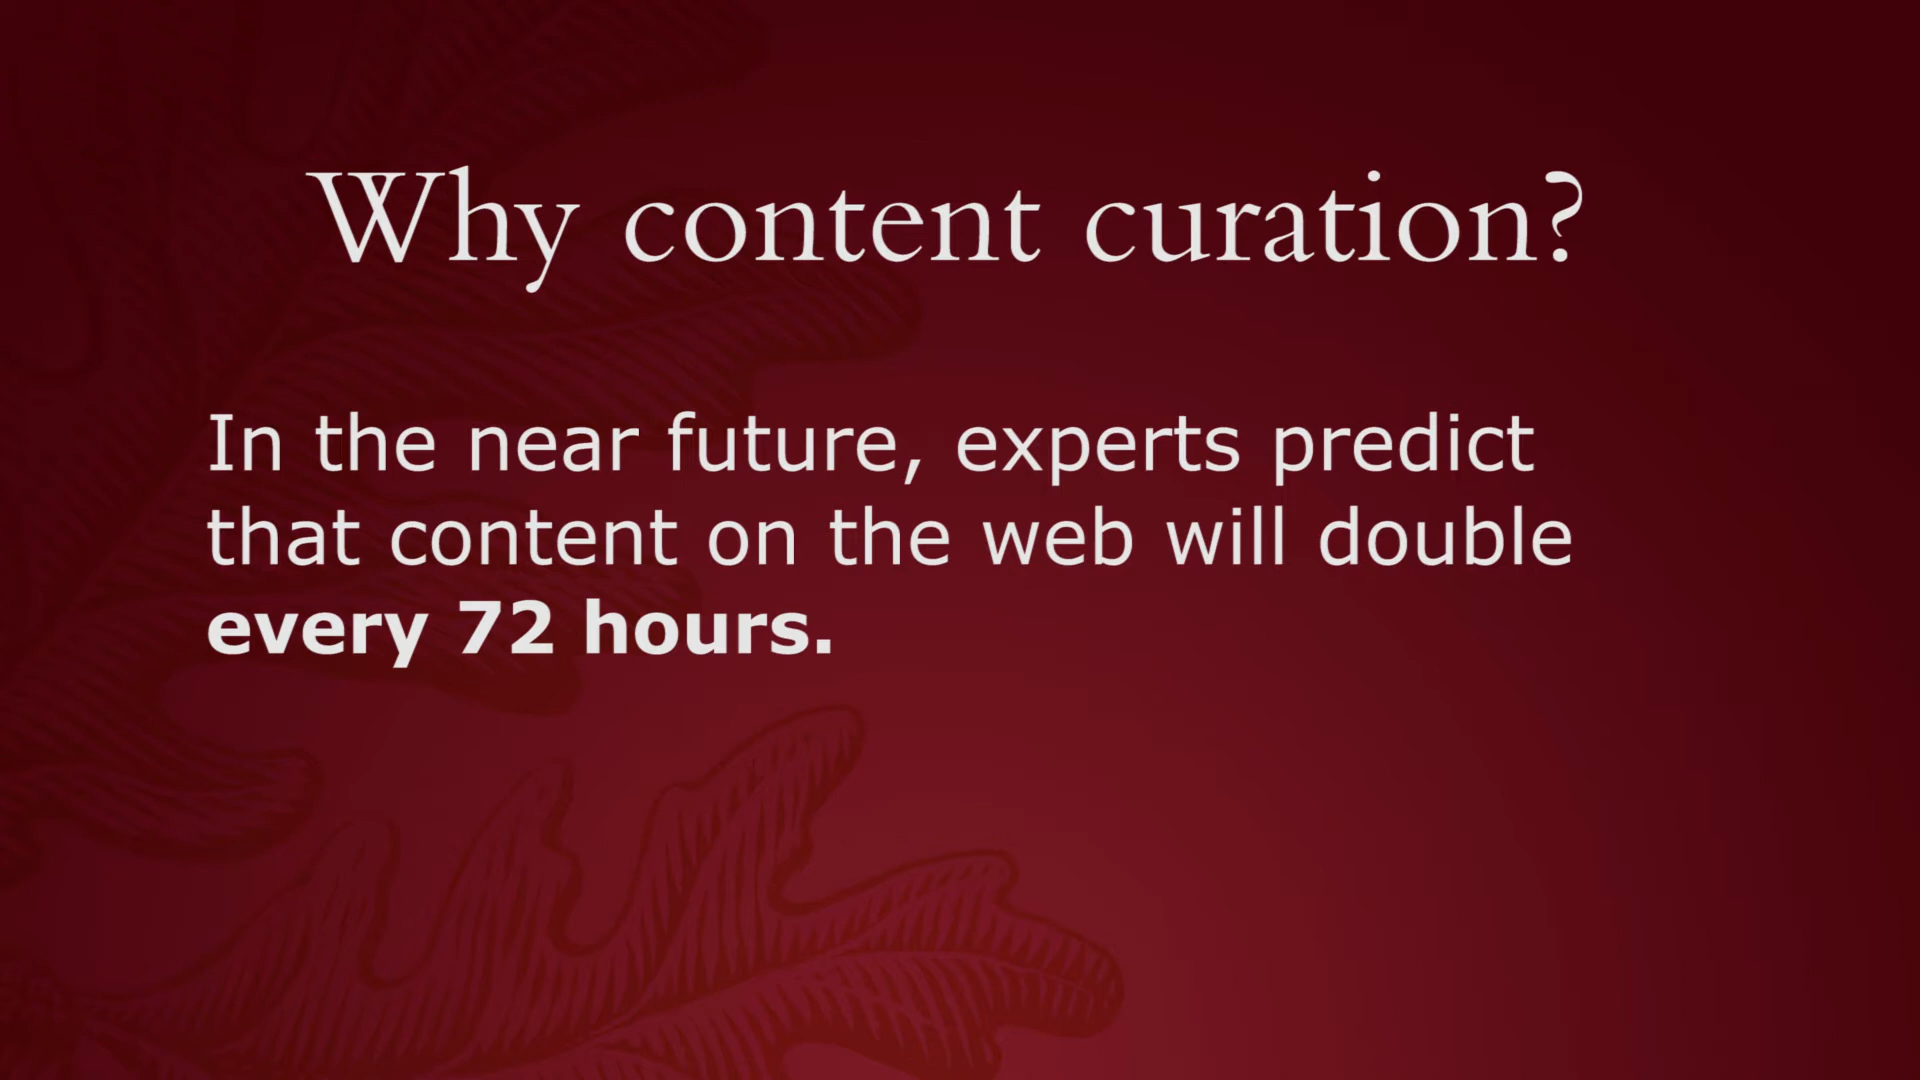 Why content curation?
In the near future, experts predict
that content on the web will double
every 72 hours.